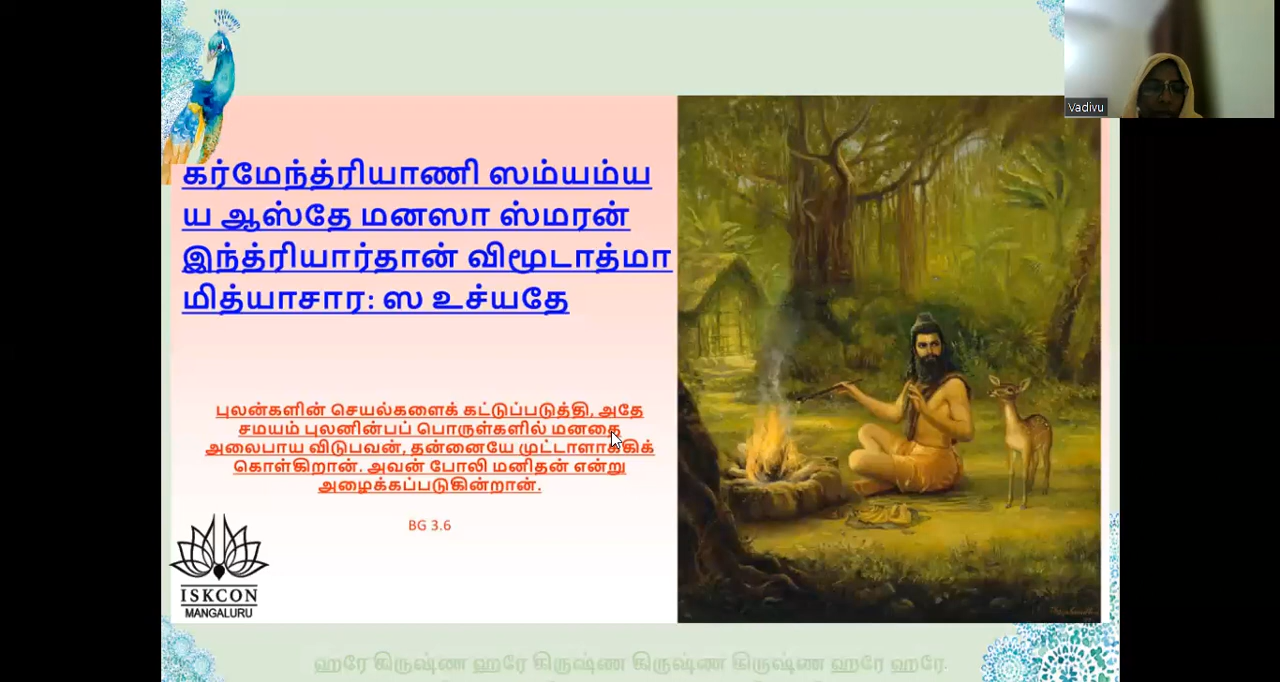 Vadivu
கர்மேந்த்ரியாணி ஸம்யம்ய
ய ஆஸ்தே மனஸா ஸ்மரன்
இந்த்ரியார்தான் விமூடாத்மா
மித்யாசார: ஸ உச்யதே
புலன்களின் செயல்களைக் கட்டுப்படுத்தி, அதே
சமயம் புலனின்பப் பொருள்களில் மனதை
அலைபாய விடுபவன், தன்னையே முட்டாளாக்கிக்
கொள்கிறான். அவன் போலி மனிதன் என்று
அழைக்கப்படுகின்றான்.
BG 3.6
ISKCON
MANGALURU
ஹரே கிருஷ்ண ஹரே கிருஷ்ண கிருஷ்ண கிருஷ்ண ஹரே ஹரே.